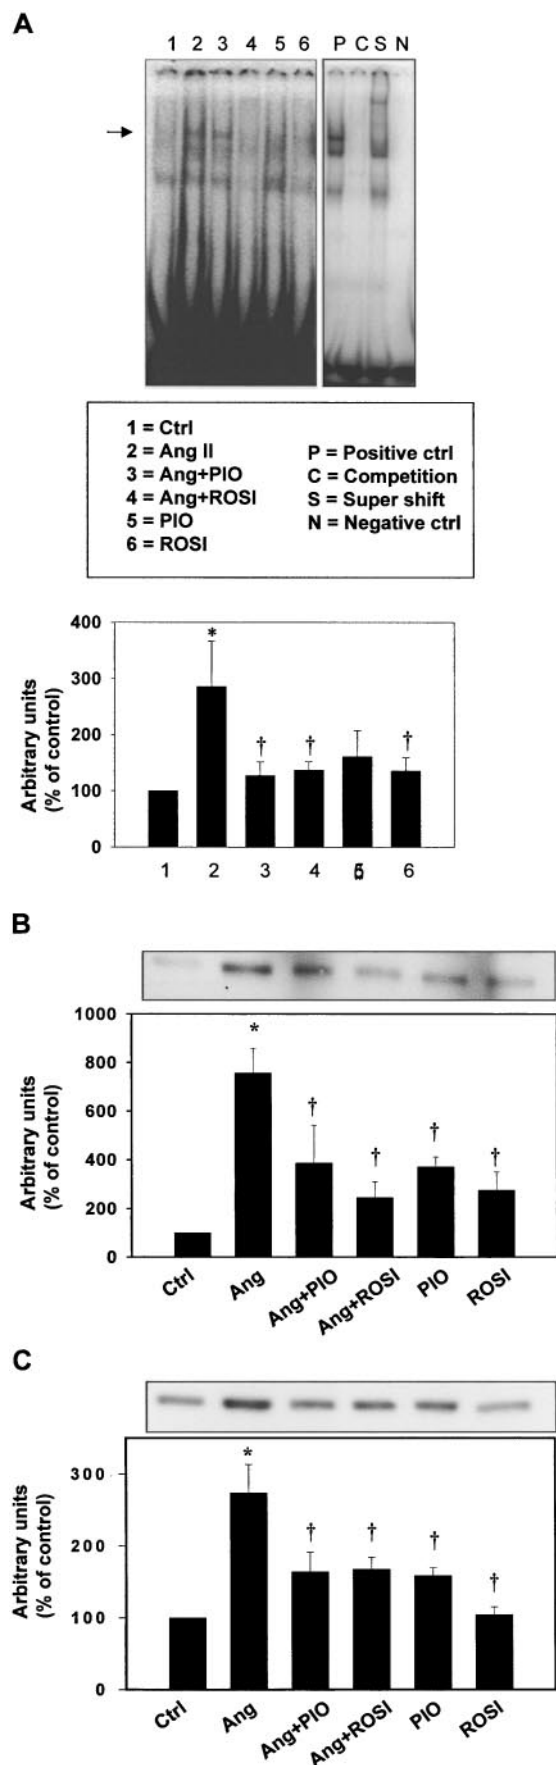 A
1 2 3 4 5 6 P C S N
1 = Ctrl
2 = Ang II
3 = Ang+PIO
4 = Ang+ROSI
5 = PIO
6 = ROSI
P = Positive ctrl
C = Competition
S = Super shift
N = Negative ctrl
Arbitrary units
(% of control)
400
300
200
100
0
*
†
†
†
1 2 3 4 5 6
B
Arbitrary units
(% of control)
1000
800
600
400
200
0
*
†
†
†
†
Ctrl Ang Ang+PIO Ang+ROSI PIO ROSI
C
Arbitrary units
(% of control)
300
200
100
0
*
†
†
†
†
Ctrl Ang Ang+PIO Ang+ROSI PIO ROSI